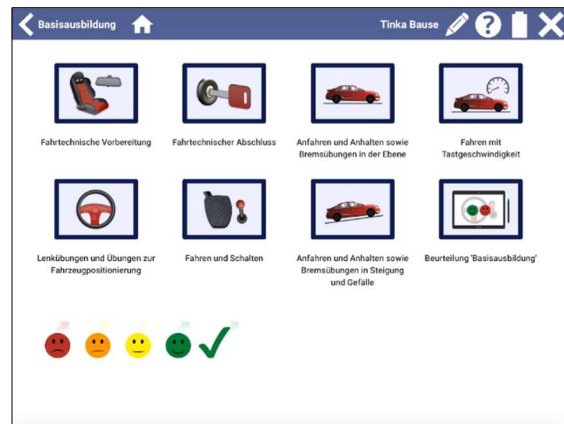 Basisausbildung
Tinka Bause
Fahrtechnische Vorbereitung
Fahrtechnischer Abschluss
Anfahren und Anhalten sowie
Bremsübungen in der Ebene
Fahren mit
Tastgeschwindigkeit
Lenkübungen und Übungen zur
Fahrzeugpositionierung
Fahren und Schalten
Anfahren und Anhalten sowie
Bremsübungen in Steigung
und Gefälle
Beurteilung 'Basisausbildung'